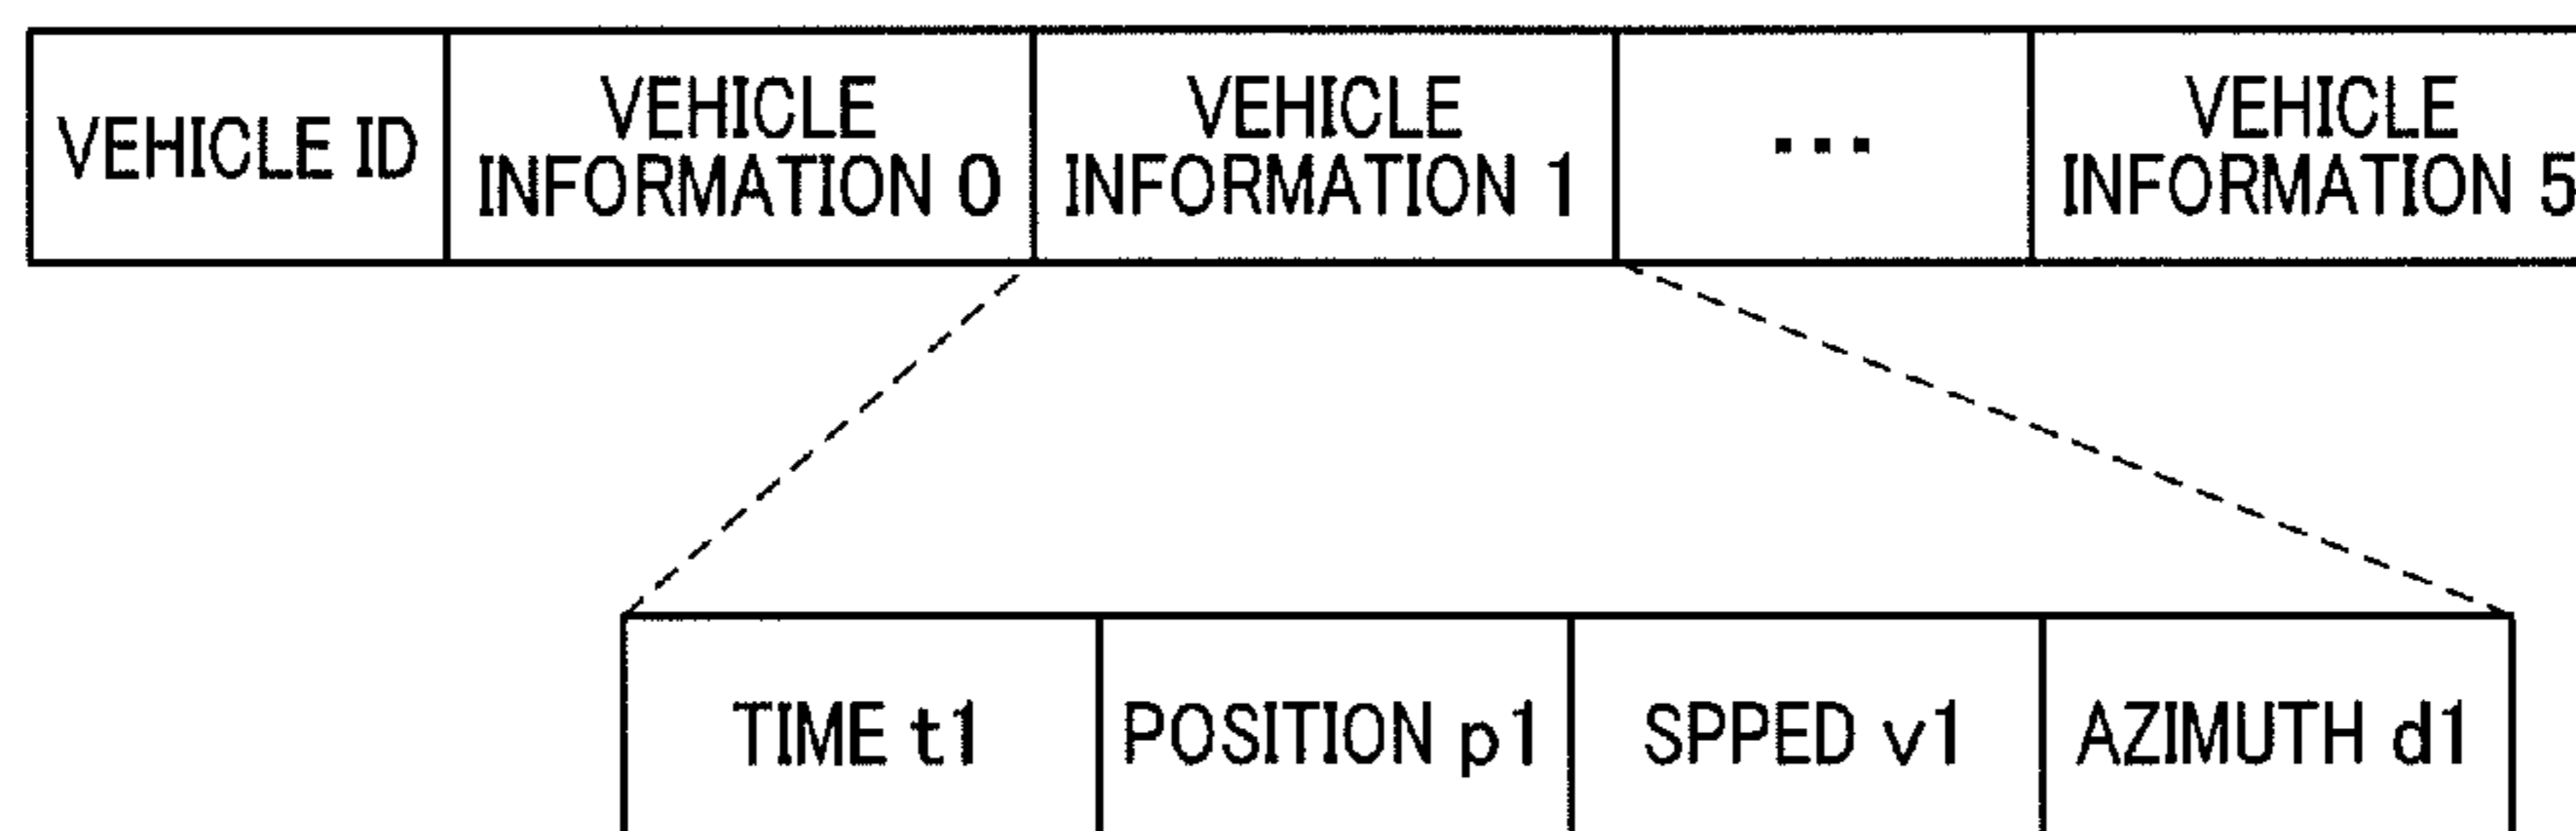 VEHICLE ID
VEHICLE
INFORMATION 0
VEHICLE
INFORMATION 1
...
VEHICLE
INFORMATION 5
TIME t1
POSITION p1
SPPED v1
AZIMUTH d1